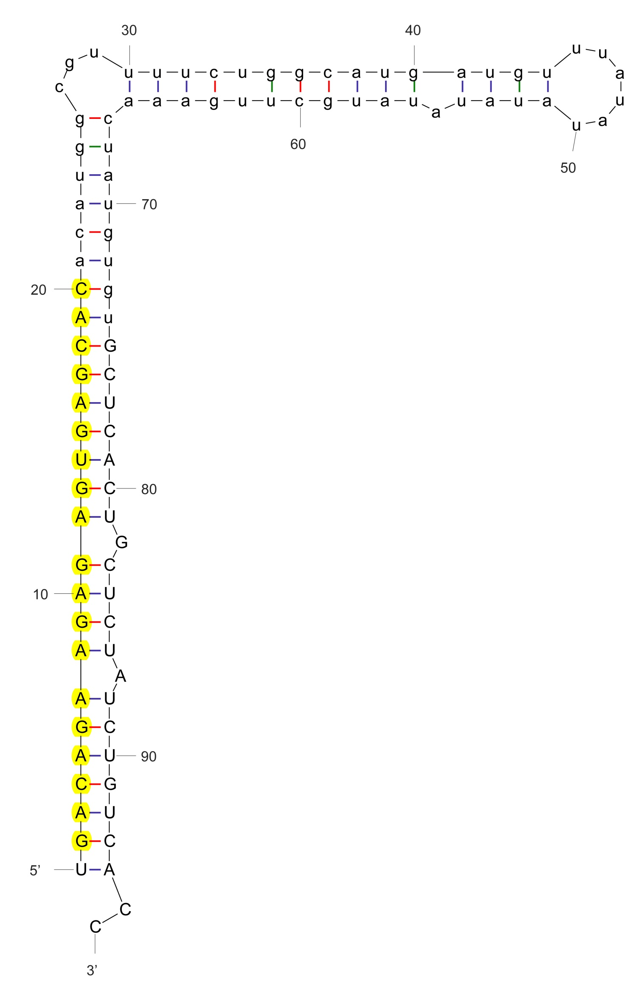 30
40
g u
u u
u u u c u g g c a u g a u g u
a
c
a a a g u u c g u a u u a u a
u
a
g c
u a
60
g u
50
u a
a u
70
c g
a u
20 C g
A u
C G
G C
A U
G C
U A
G C
80
A U
G
G C
10 A U
G C
A U
A
A U
G C
A U
90
C G
A U
G C
5’ U A
C
C
3’